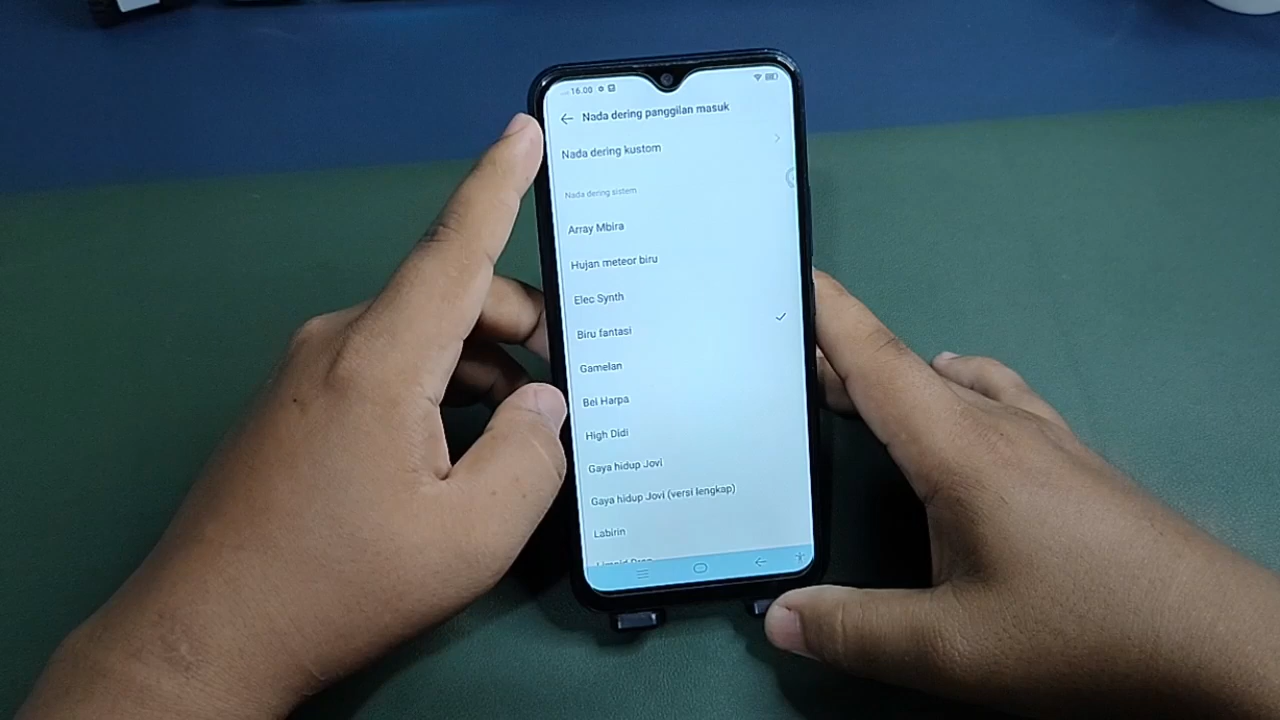 16.00
Nada dering panggilan masuk
Nada dering kustom
Nada dering sistem
Array Mbira
Hujan meteor biru
Elec Synth
Biru fantasi
Gamelan
Bel Harpa
High Didi
Gaya hidup Jovi
Gaya hidup Jovi (versi lengkap)
Labirin